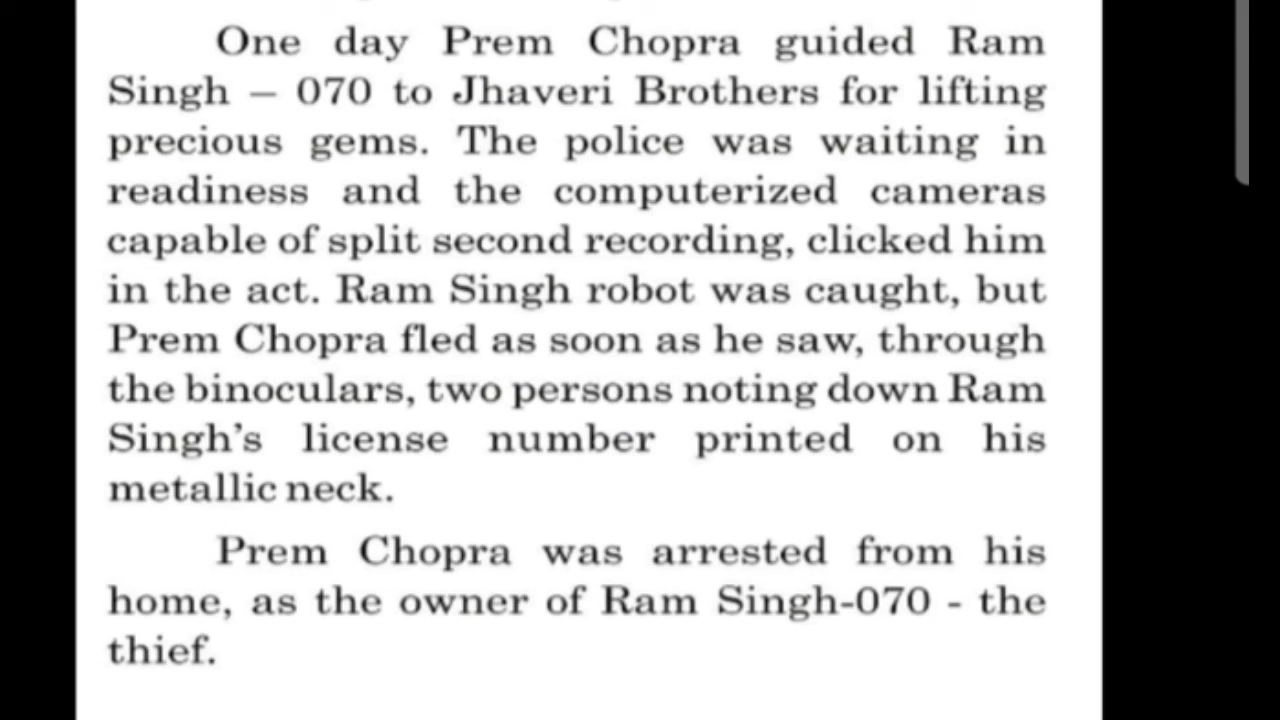 One day Prem Chopra guided Ram
Singh – 070 to Jhaveri Brothers for lifting
precious gems. The police was waiting in
readiness and the computerized cameras
capable of split second recording, clicked him
in the act. Ram Singh robot was caught, but
Prem Chopra fled as soon as he saw, through
the binoculars, two persons noting down Ram
Singh’s license number printed on his
metallic neck.
Prem Chopra was arrested from his
home, as the owner of Ram Singh-070 - the
thief.